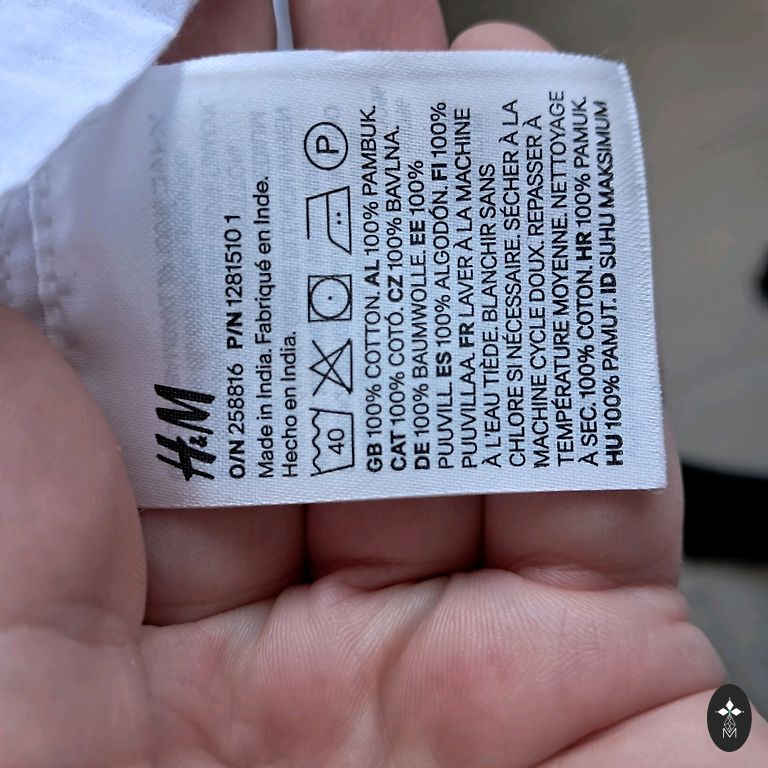 H&M
O/N 258816 P/N 1281510 1
Made in India. Fabriqué en Inde.
Hecho en India.
40 P
GB 100% COTTON. AL 100% PAMBUK.
CAT 100% COTÓ. CZ 100% BAVLNA.
DE 100% BAUMWOLLE. EE 100%
PUUVILL. ES 100% ALGODÓN. FI 100%
PUUVILLAA. FR LAVER À LA MACHINE
À L'EAU TIÈDE. BLANCHIR SANS
CHLORE SI NÉCESSAIRE. SÉCHER À LA
MACHINE CYCLE DOUX. REPASSER À
TEMPÉRATURE MOYENNE. NETTOYAGE
À SEC. 100% COTON. HR 100% PAMUK.
HU 100% PAMUT. ID SUHU MAKSIMUM
M